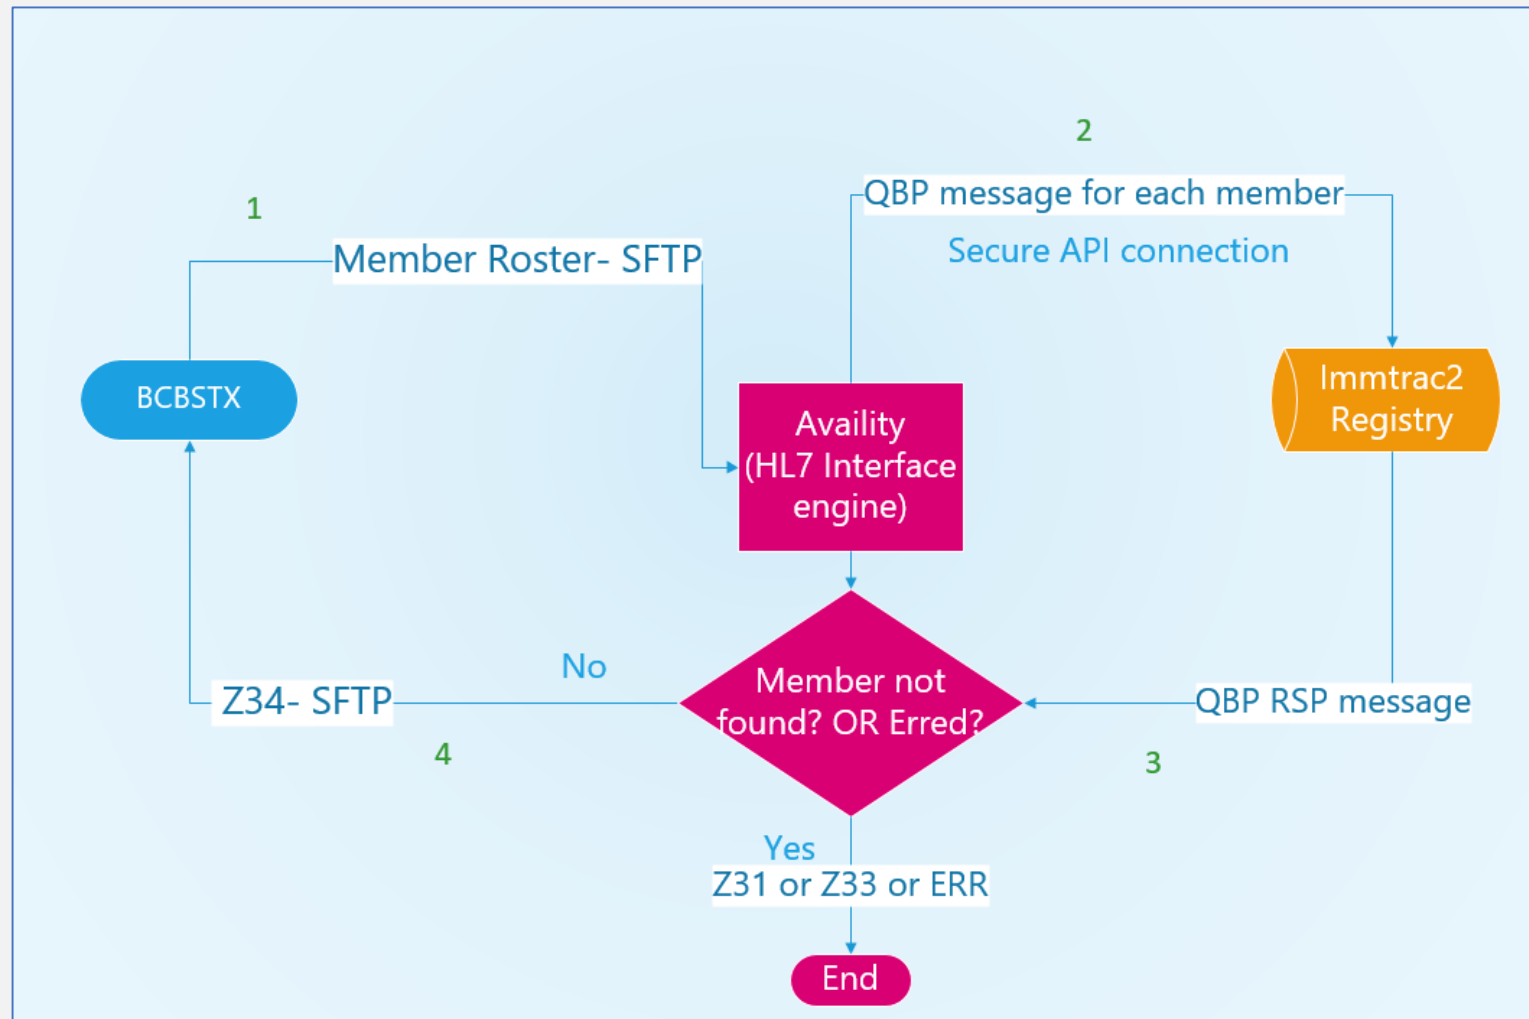 2
QBP message for each member
1
Secure API connection
Member Roster- SFTP
BCBSTX
Immtrac2
Registry
Availity
(HL7 Interface
engine)
No
Member not
found? OR Erred?
Z34- SFTP
QBP RSP message
4
3
Yes
Z31 or Z33 or ERR
End